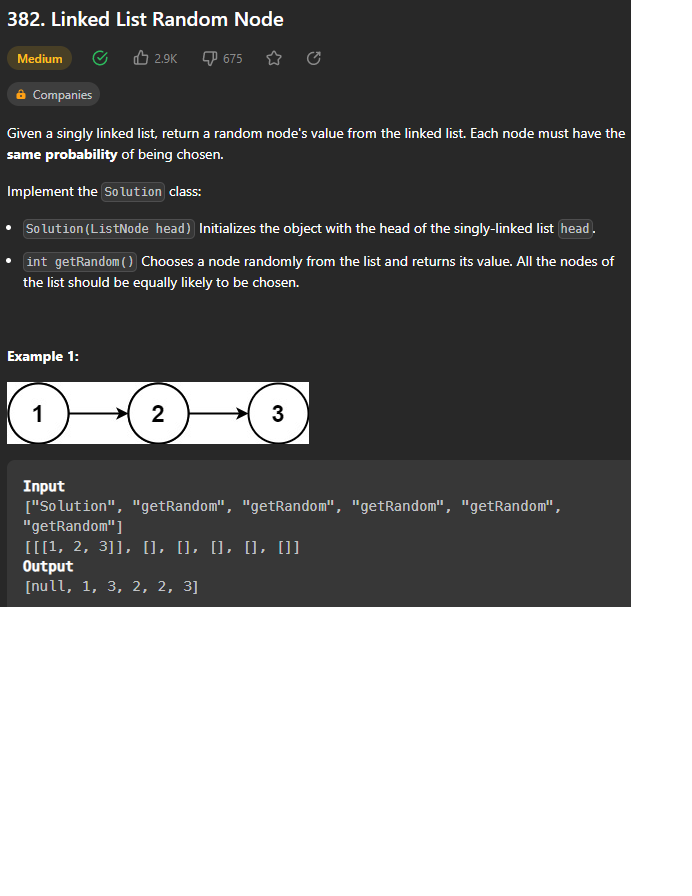 382. Linked List Random Node
Medium 2.9K 675
Companies
Given a singly linked list, return a random node's value from the linked list. Each node must have the
same probability of being chosen.
Implement the Solution class:
• Solution(ListNode head) Initializes the object with the head of the singly-linked list head.
• int getRandom() Chooses a node randomly from the list and returns its value. All the nodes of
the list should be equally likely to be chosen.
Example 1:
1 2 3
Input
["Solution", "getRandom", "getRandom", "getRandom", "getRandom",
"getRandom"]
[[[1, 2, 3]], [], [], [], [], []]
Output
[null, 1, 3, 2, 2, 3]